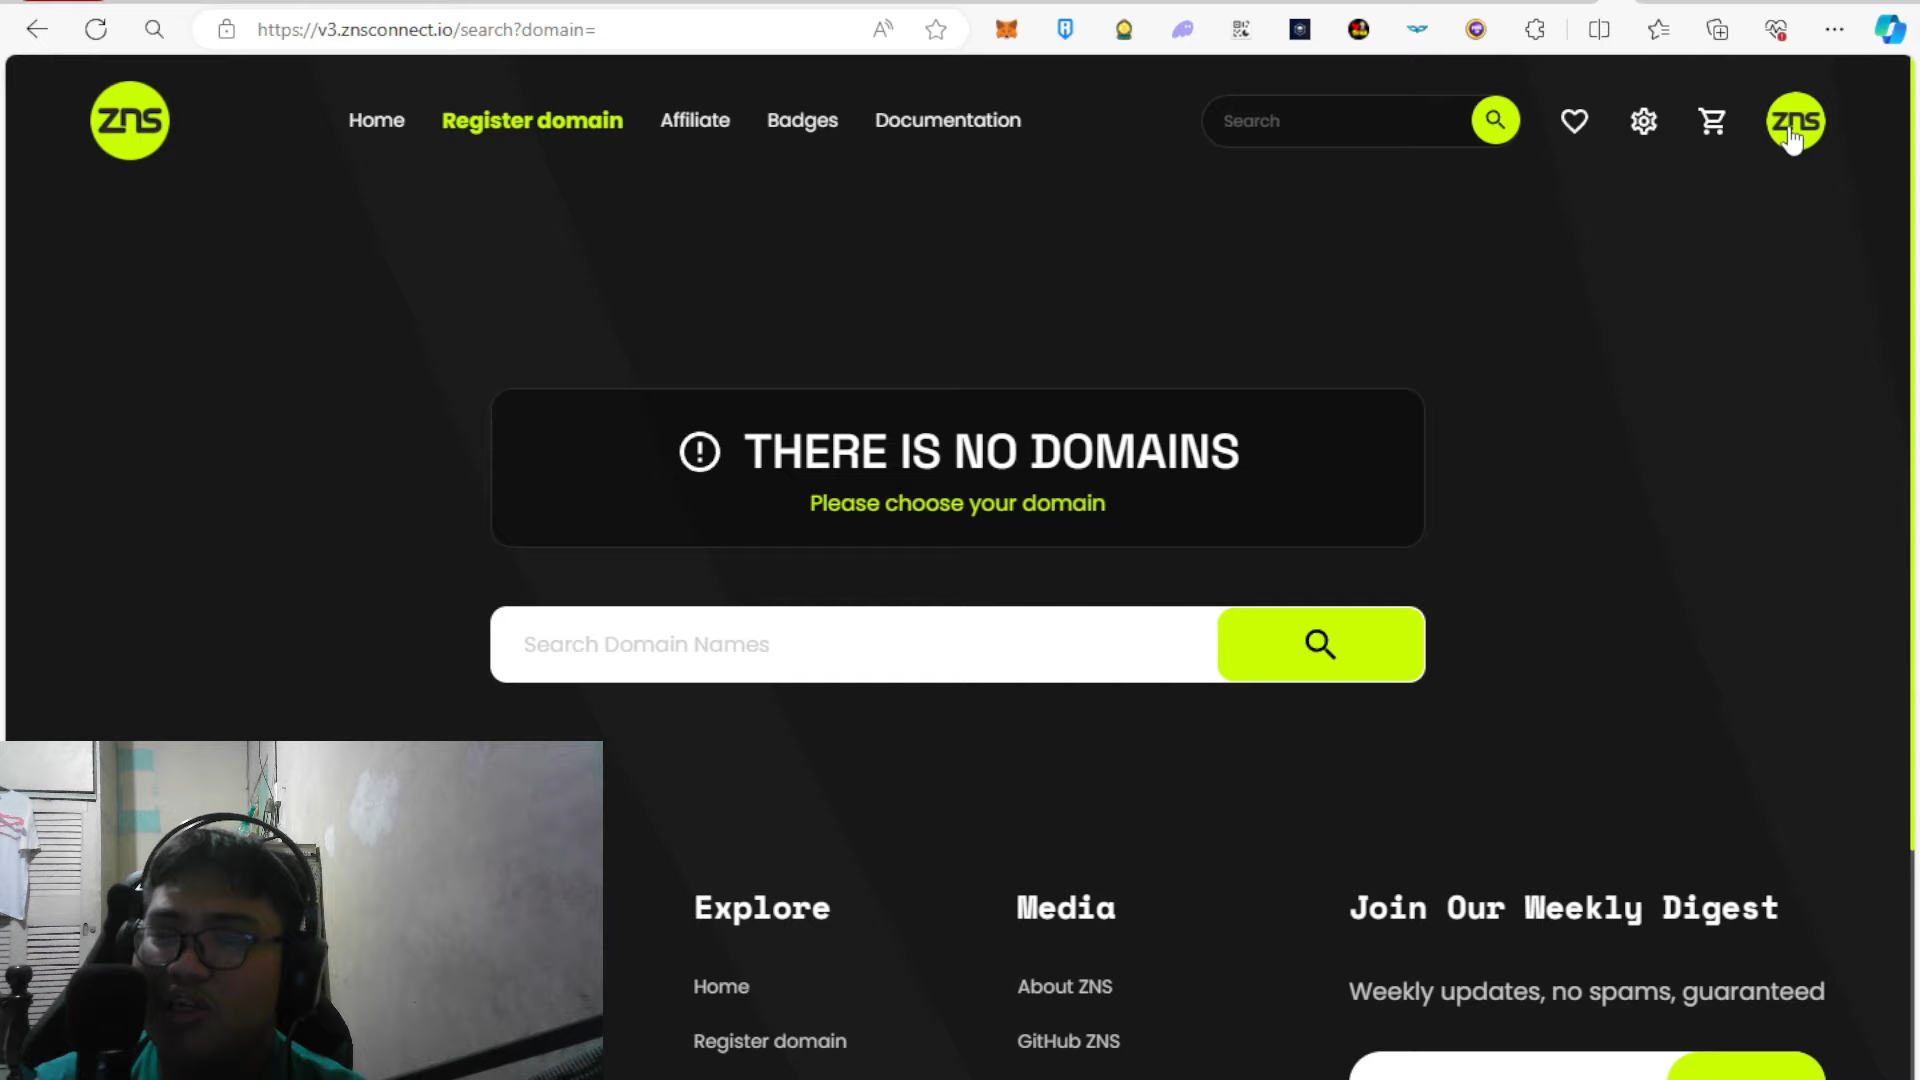 https://v3.znsconnect.io/search?domain=
zns
Home
Register domain
Affiliate
Badges
Documentation
Search
zns
THERE IS NO DOMAINS
Please choose your domain
Search Domain Names
Explore
Media
Join Our Weekly Digest
Home
About ZNS
Weekly updates, no spams, guaranteed
Register domain
GitHub ZNS